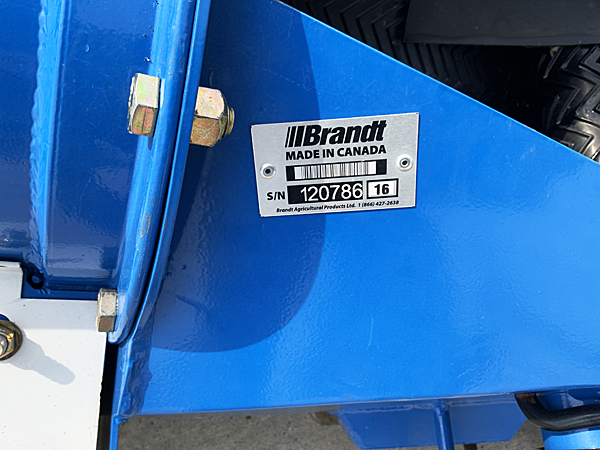 Brandt
MADE IN CANADA
S/N 120786 16
Brandt Agricultural Products Ltd. 1 (866) 427-2638